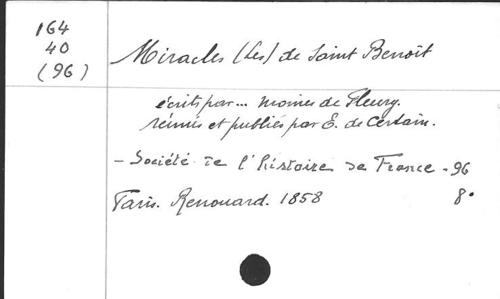 164
40
(96)
Miracles (Les) de Saint Benoît
écrits par... moines de Fleury.
réunis et publiés par E. de Certain.
- Société de l'histoire de France - 96
Paris. Renouard. 1858 8°